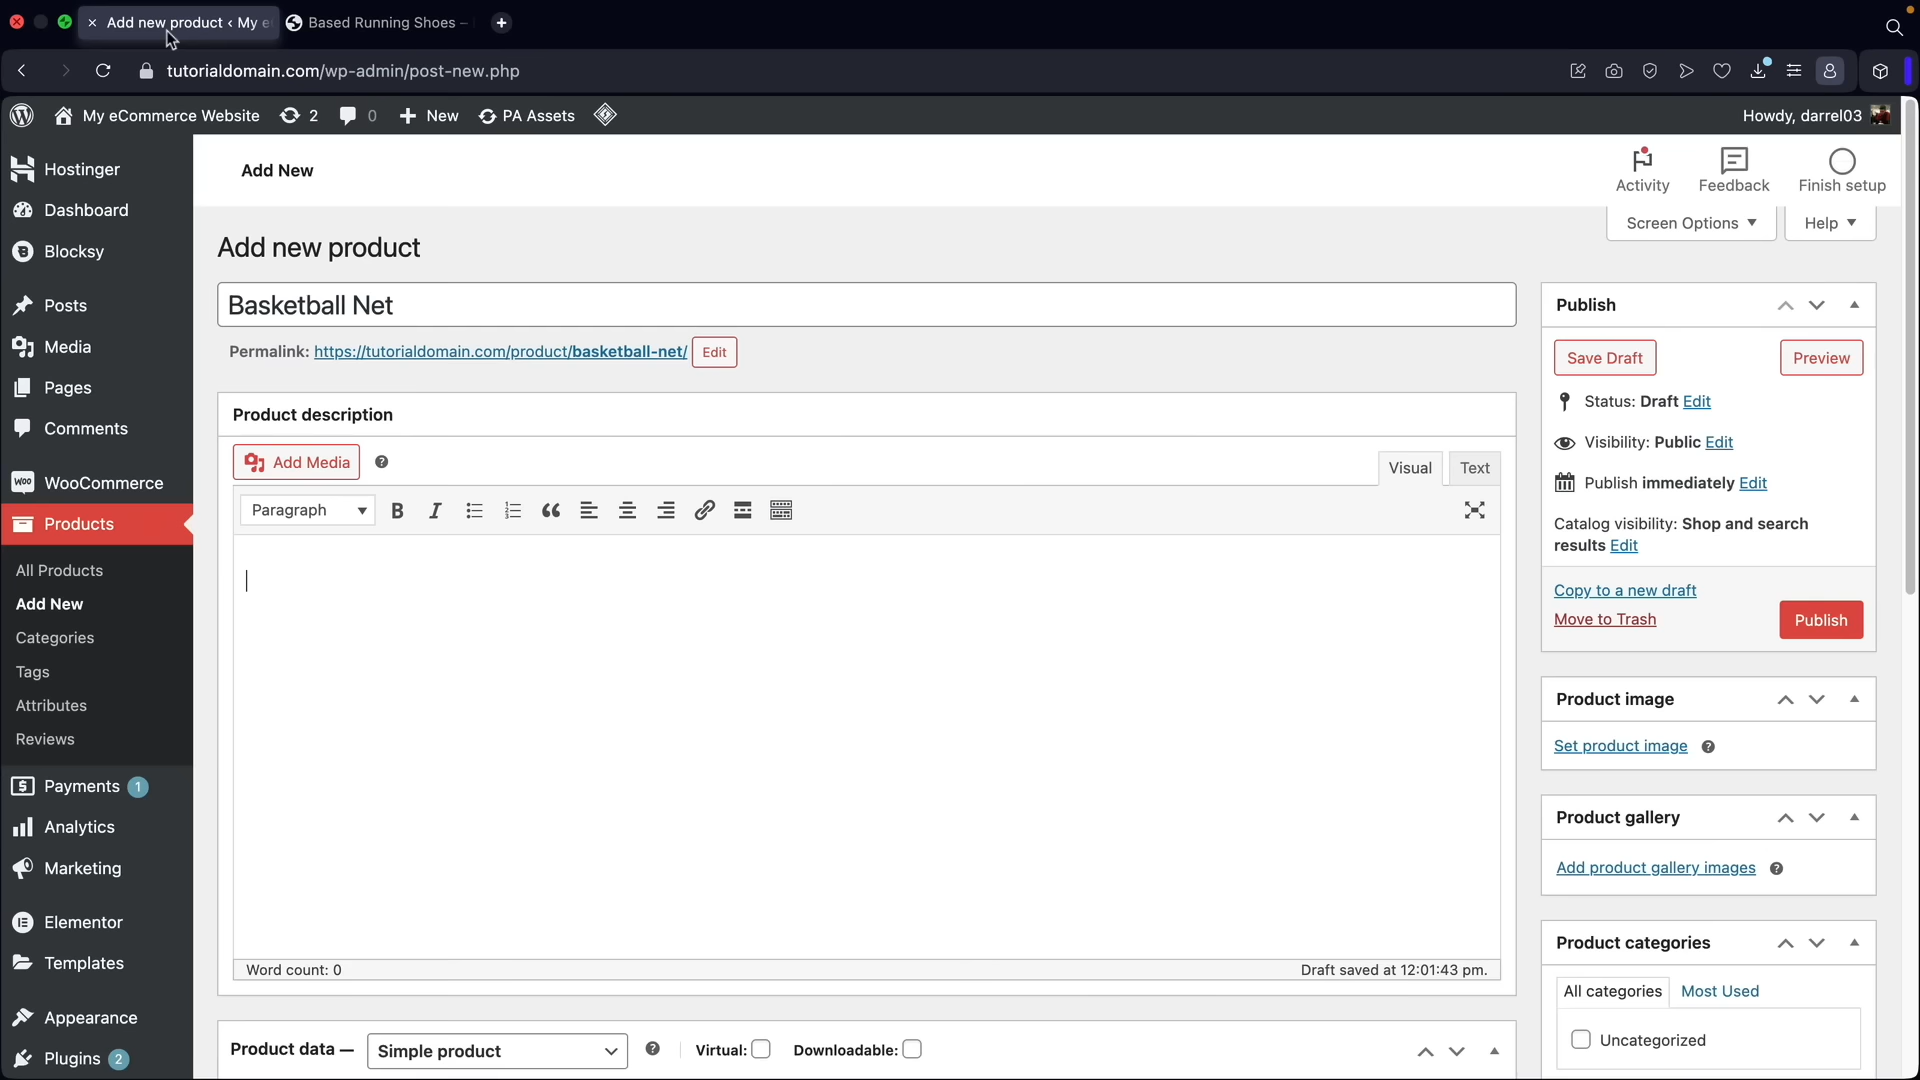 Add new product ‹ My e
Based Running Shoes –
tutorialdomain.com/wp-admin/post-new.php
My eCommerce Website 2 0 New PA Assets
Howdy, darrel03
Hostinger
Dashboard
Blocksy
Posts
Media
Pages
Comments
WooCommerce
Products
All Products
Add New
Categories
Tags
Attributes
Reviews
Payments 1
Analytics
Marketing
Elementor
Templates
Appearance
Plugins 2
Add New
Activity
Feedback
Finish setup
Screen Options
Help
Add new product
Basketball Net
Permalink: https://tutorialdomain.com/product/basketball-net/ Edit
Product description
Add Media
Visual
Text
Paragraph
Word count: 0
Draft saved at 12:01:43 pm.
Product data — Simple product
Virtual:
Downloadable:
Publish
Save Draft
Preview
Status: Draft Edit
Visibility: Public Edit
Publish immediately Edit
Catalog visibility: Shop and search
results Edit
Copy to a new draft
Move to Trash
Publish
Product image
Set product image
Product gallery
Add product gallery images
Product categories
All categories
Most Used
Uncategorized